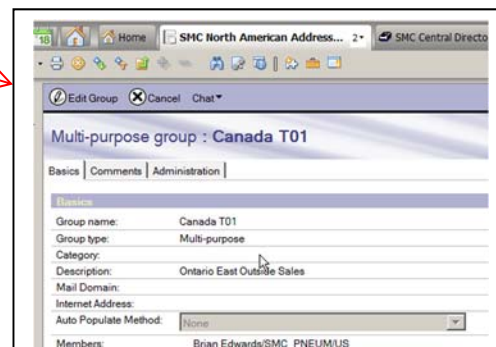 18 Home SMC North American Address... 2 SMC Central Directo
Edit Group Cancel Chat
Multi-purpose group : Canada T01
Basics Comments Administration
Basics
Group name: Canada T01
Group type: Multi-purpose
Category:
Description: Ontario East Outside Sales
Mail Domain:
Internet Address:
Auto Populate Method: None
Members: Brian Edwards/SMC_PNEUM/US